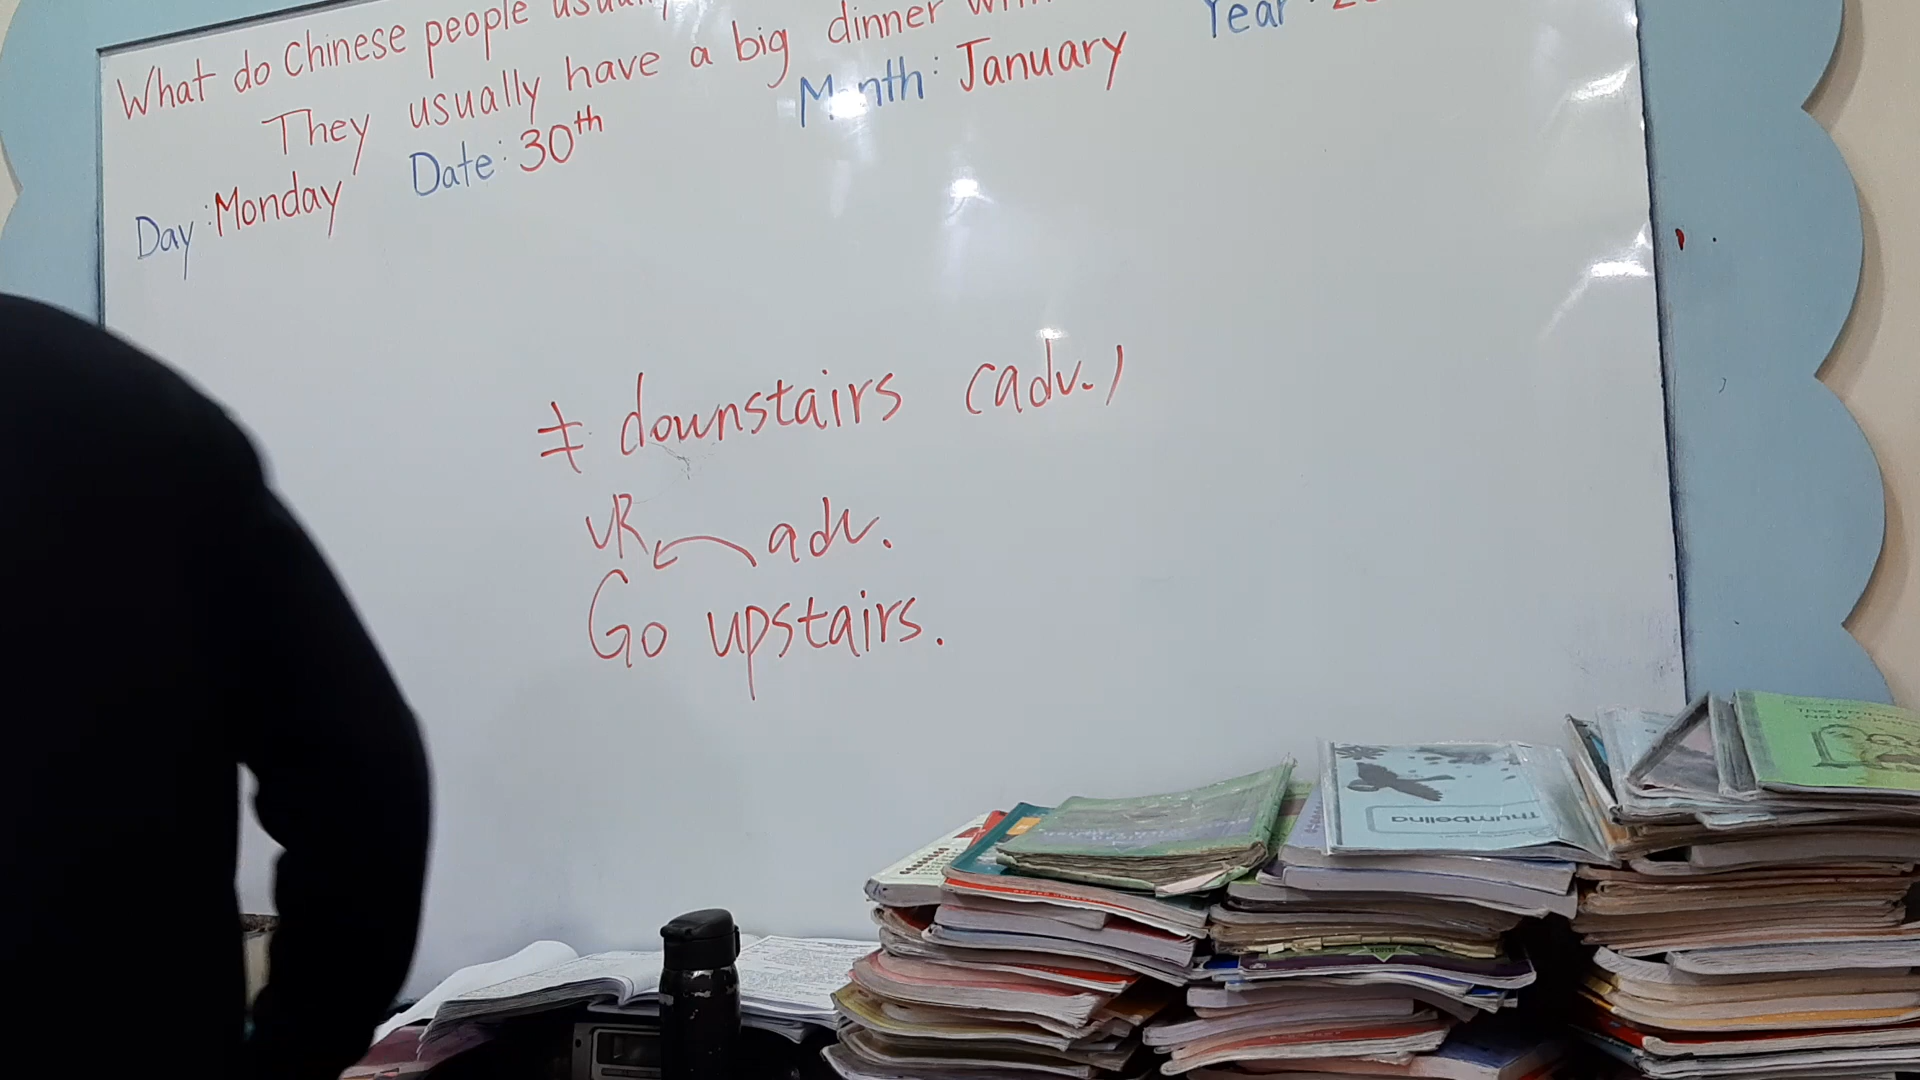 What do Chinese people usually
They usually have a big dinner
Day: Monday Date: 30th Month: January Year:
≠ downstairs (adv.)
VR adv.
Go upstairs.
Thumbelina